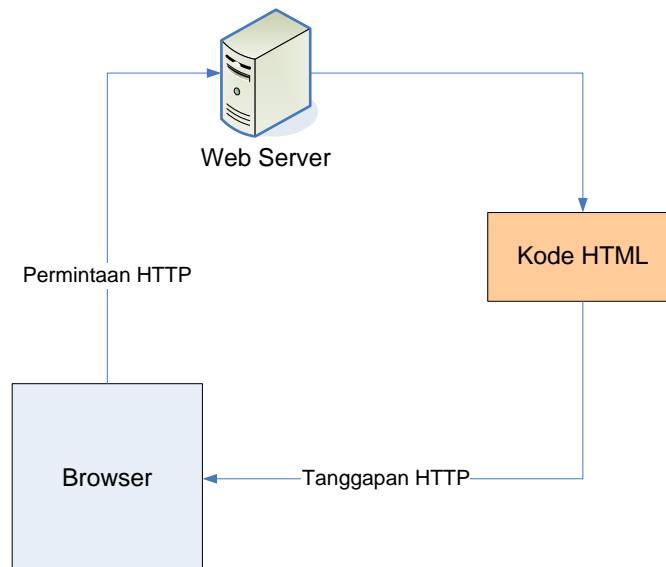 Web Server
Kode HTML
Permintaan HTTP
Browser
Tanggapan HTTP